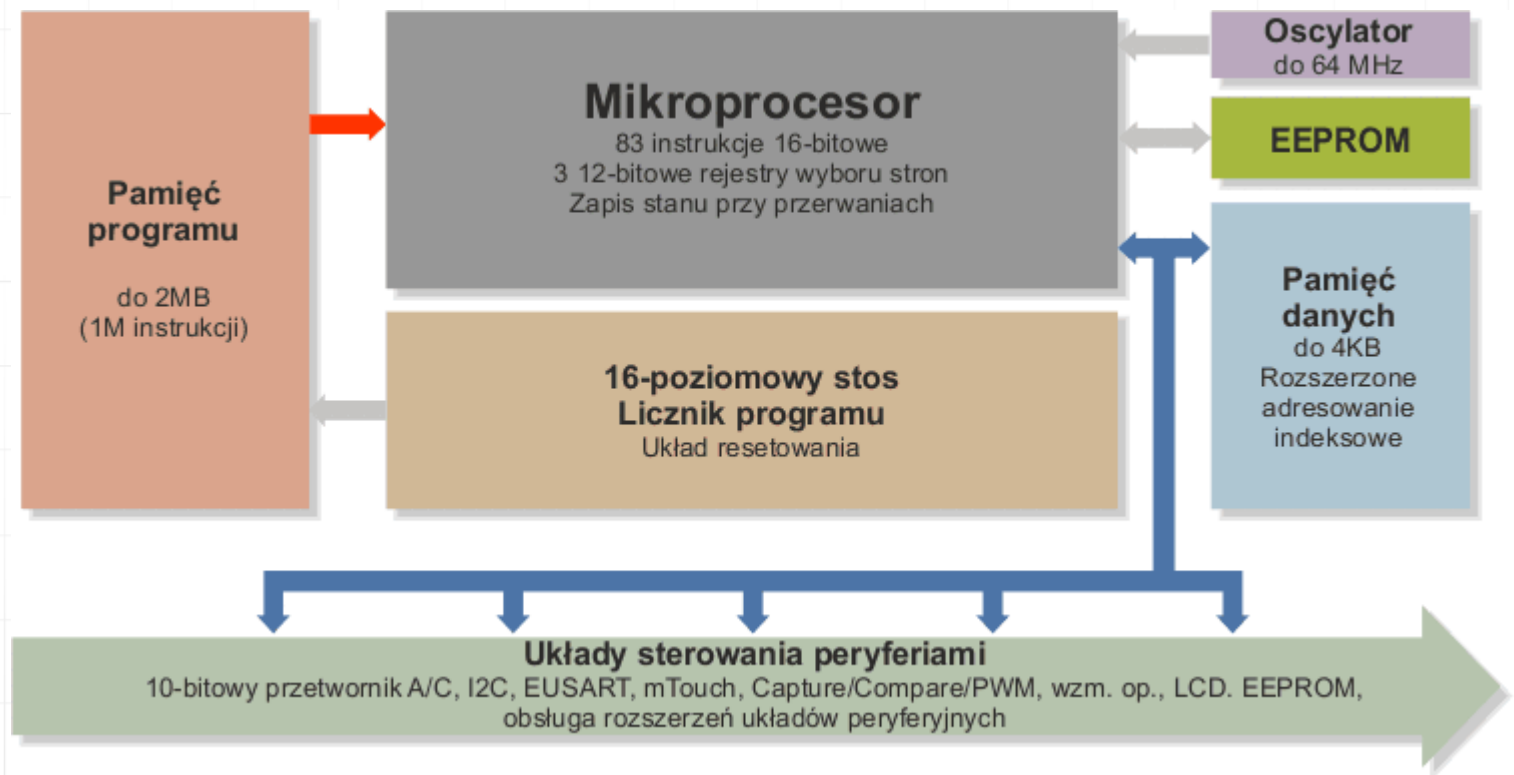 Pamięć
programu
do 2MB
(1M instrukcji)
Mikroprocesor
83 instrukcje 16-bitowe
3 12-bitowe rejestry wyboru stron
Zapis stanu przy przerwaniach
16-poziomowy stos
Licznik programu
Układ resetowania
Oscylator
do 64 MHz
EEPROM
Pamięć
danych
do 4KB
Rozszerzone
adresowanie
indeksowe
Układy sterowania peryferiami
10-bitowy przetwornik A/C, I2C, EUSART, mTouch, Capture/Compare/PWM, wzm. op., LCD. EEPROM,
obsługa rozszerzeń układów peryferyjnych